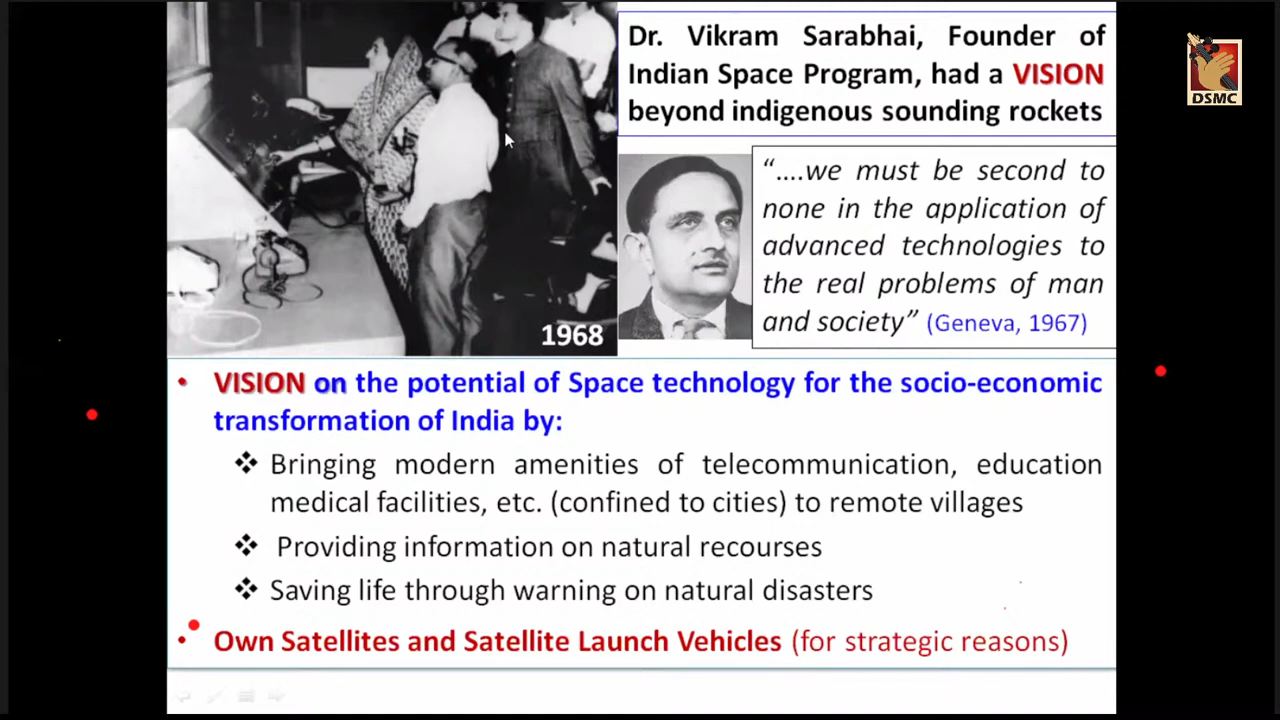 Dr. Vikram Sarabhai, Founder of
Indian Space Program, had a VISION
beyond indigenous sounding rockets
DSMC
“....we must be second to
none in the application of
advanced technologies to
the real problems of man
and society” (Geneva, 1967)
1968
• VISION on the potential of Space technology for the socio-economic
transformation of India by:
❖ Bringing modern amenities of telecommunication, education
medical facilities, etc. (confined to cities) to remote villages
❖ Providing information on natural recourses
❖ Saving life through warning on natural disasters
• Own Satellites and Satellite Launch Vehicles (for strategic reasons)